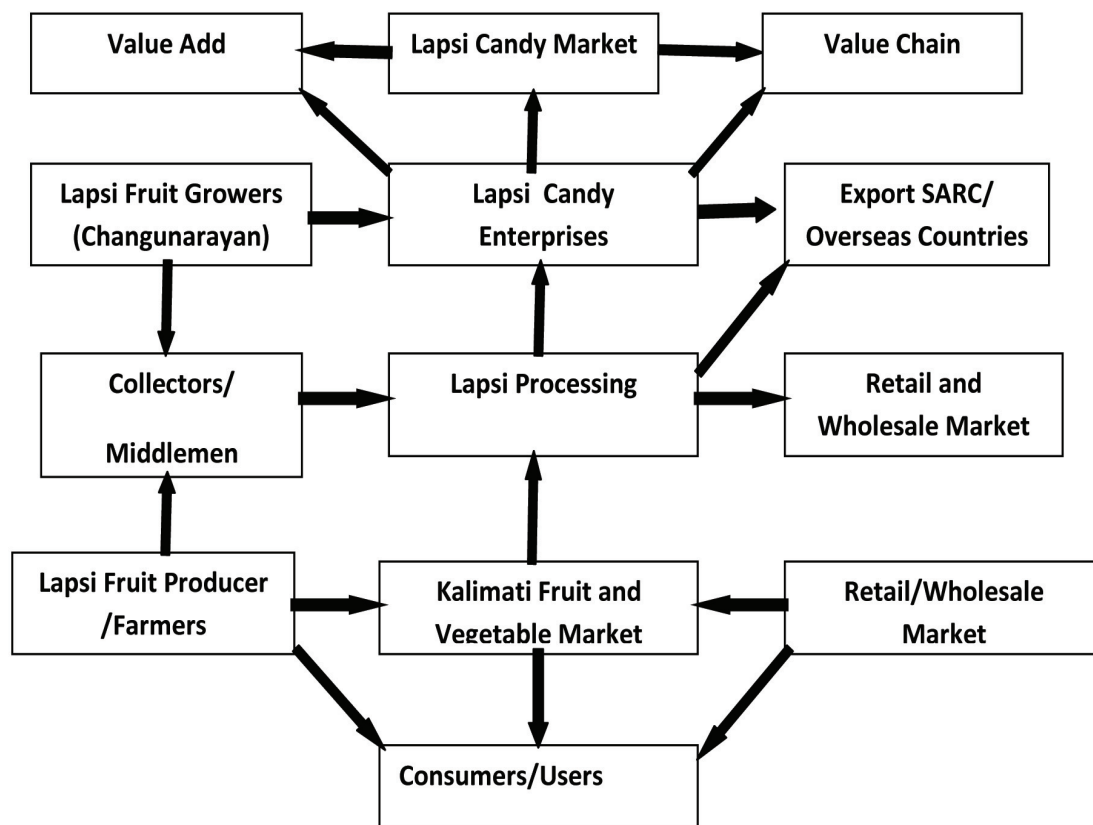 Value Add
Lapsi Candy Market
Value Chain
Lapsi Fruit Growers
(Changunarayan)
Lapsi Candy
Enterprises
Export SARC/
Overseas Countries
Collectors/
Middlemen
Lapsi Processing
Retail and
Wholesale Market
Lapsi Fruit Producer
/Farmers
Kalimati Fruit and
Vegetable Market
Retail/Wholesale
Market
Consumers/Users